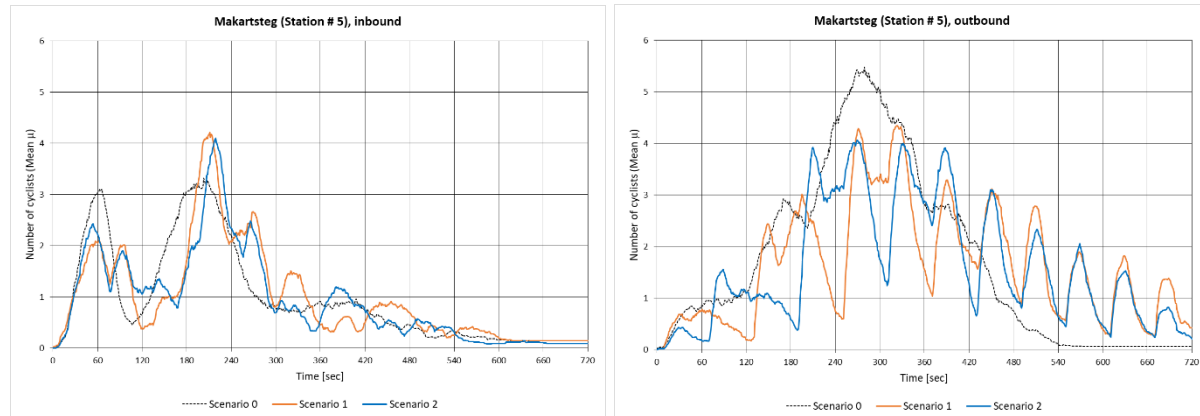 Makartsteg (Station # 5), inbound
Number of cyclists (Mean µ)
6
5
4
3
2
1
0
0 60 120 180 240 300 360 420 480 540 600 660 720
Time [sec]
Scenario 0 Scenario 1 Scenario 2
Makartsteg (Station # 5), outbound
Number of cyclists (Mean µ)
6
5
4
3
2
1
0
0 60 120 180 240 300 360 420 480 540 600 660 720
Time [sec]
Scenario 0 Scenario 1 Scenario 2